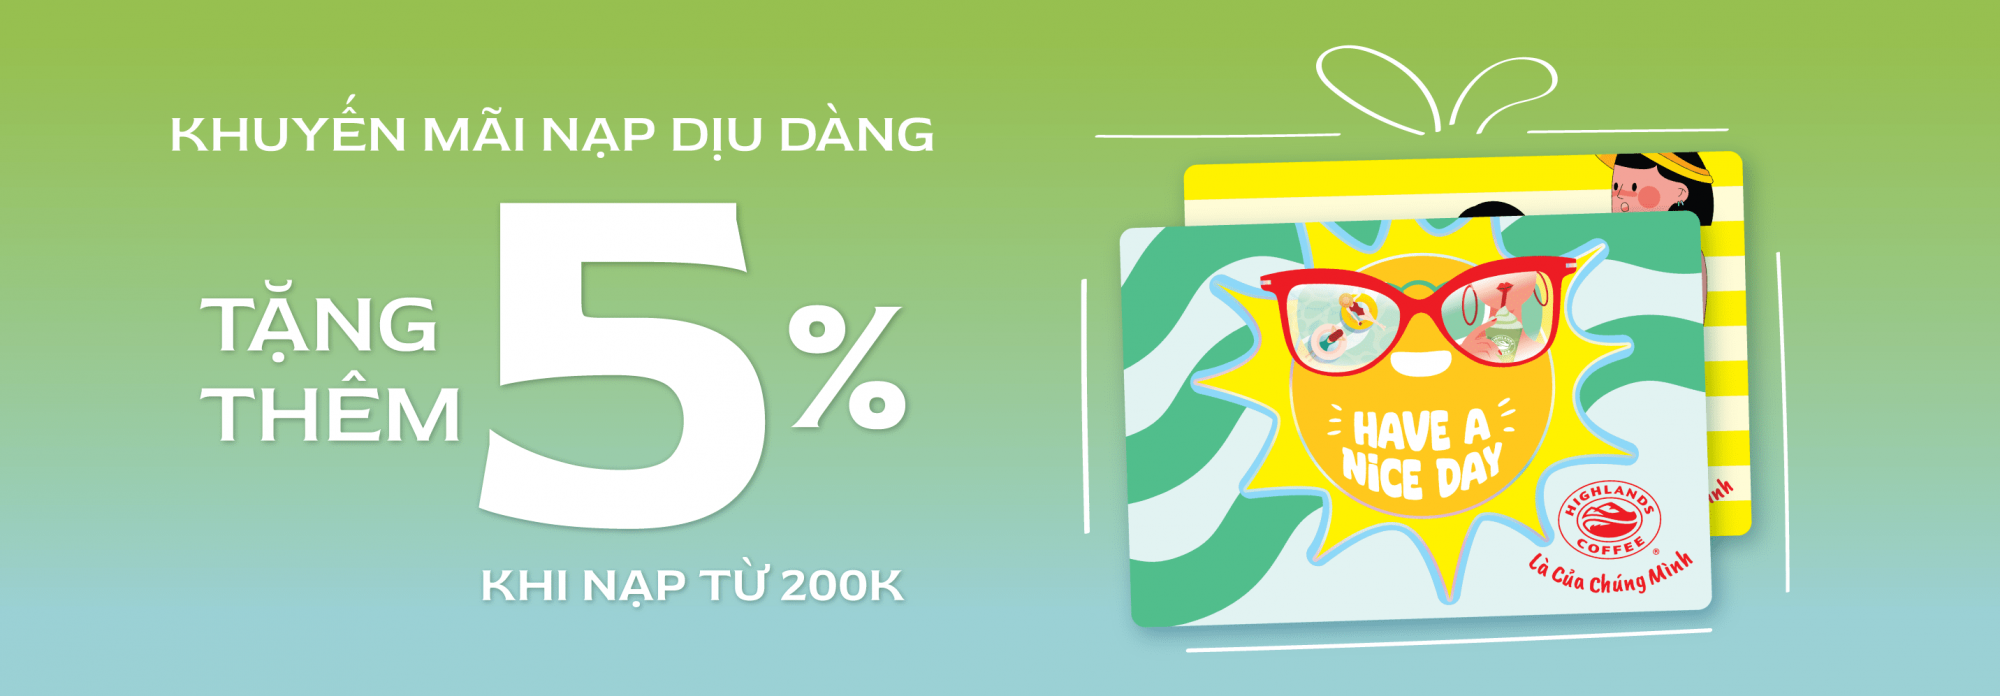 KHUYẾN MÃI NẠP DỊU DÀNG
TẶNG
THÊM
5%
KHI NẠP TỪ 200K
HAVE A
NiCE DAY
HIGHLANDS
COFFEE®
Là Của Chúng Mình